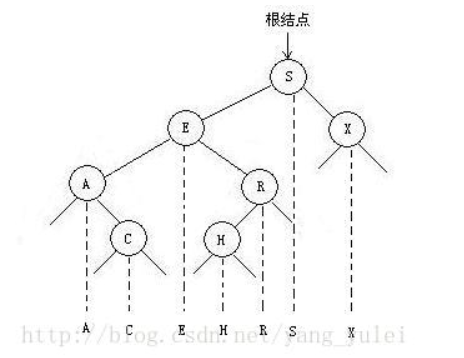 根结点
S
E
X
A
R
C
H
A C E H R S X
http://blog.csdn.net/yang_yulei